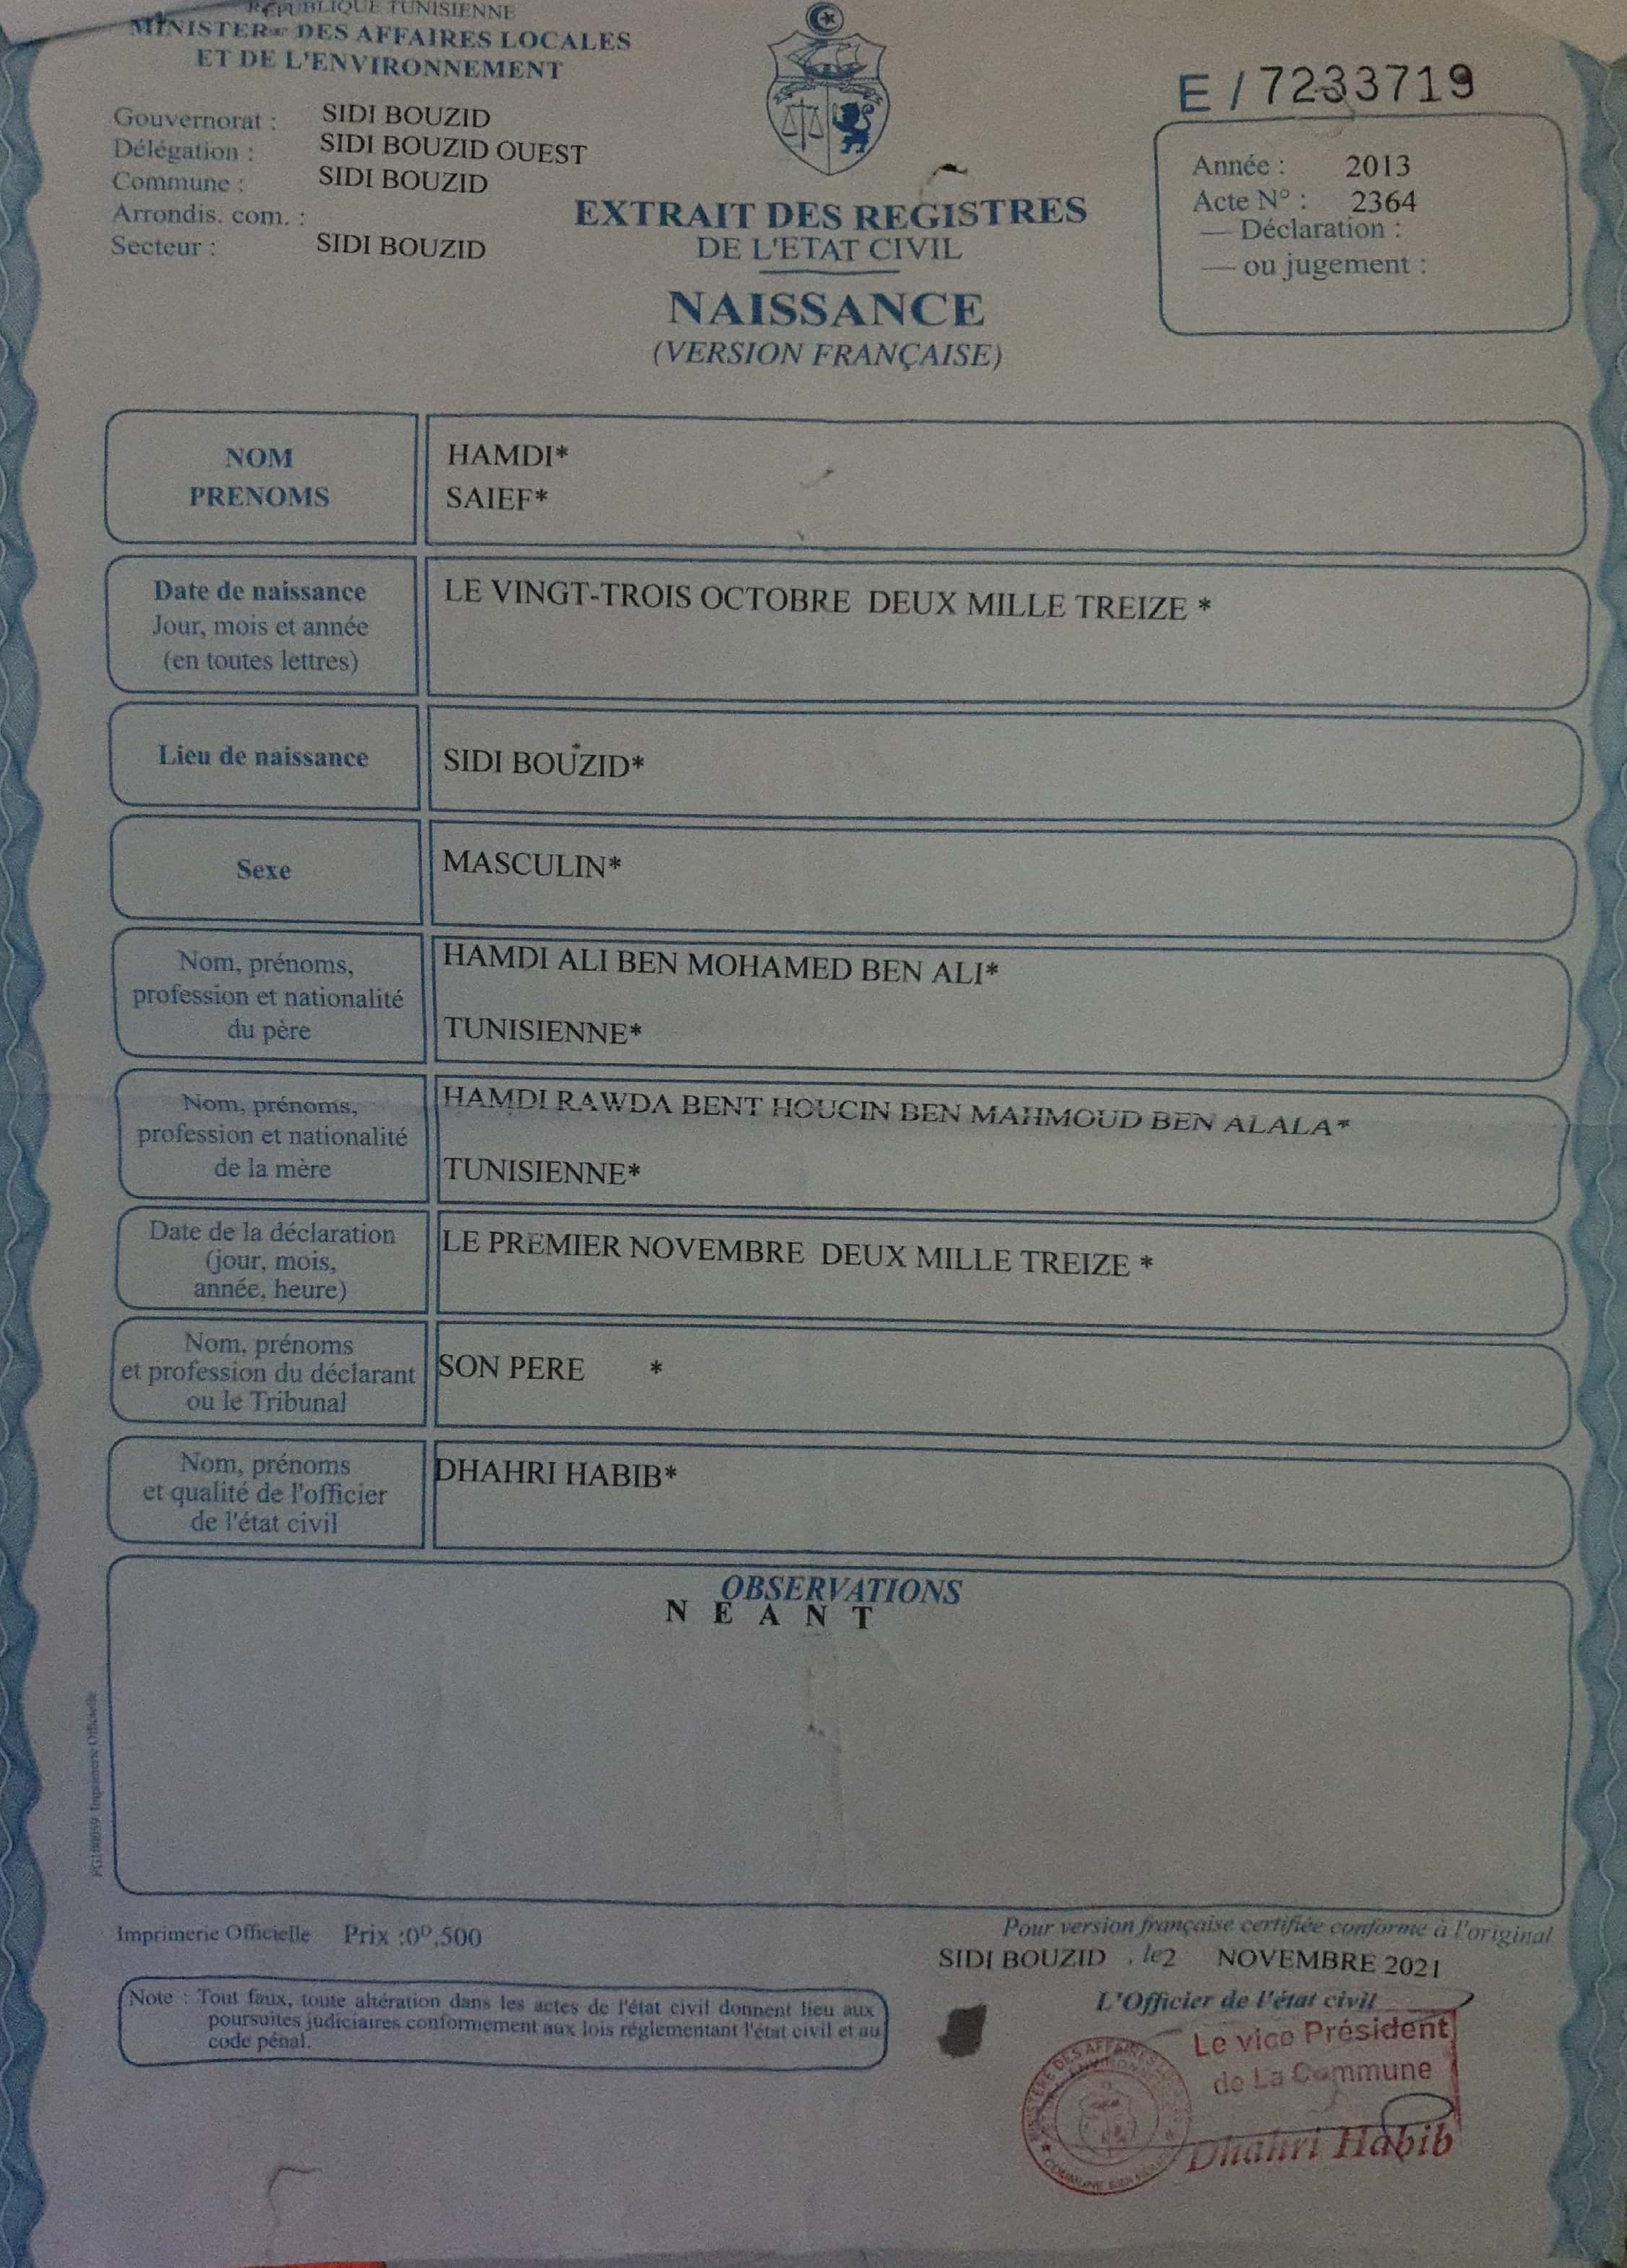 REPUBLIQUE TUNISIENNE
MINISTERE DES AFFAIRES LOCALES
ET DE L'ENVIRONNEMENT
Gouvernorat : SIDI BOUZID
Délégation : SIDI BOUZID OUEST
Commune : SIDI BOUZID
Arrondis. com. :
Secteur : SIDI BOUZID
E / 7233719
Année : 2013
Acte N° : 2364
— Déclaration :
— ou jugement :
EXTRAIT DES REGISTRES
DE L'ETAT CIVIL
NAISSANCE
(VERSION FRANÇAISE)
NOM HAMDI*
PRENOMS SAIEF*
Date de naissance
Jour, mois et année
(en toutes lettres)
LE VINGT-TROIS OCTOBRE DEUX MILLE TREIZE *
Lieu de naissance SIDI BOUZID*
Sexe MASCULIN*
Nom, prénoms,
profession et nationalité
du père
HAMDI ALI BEN MOHAMED BEN ALI*
TUNISIENNE*
Nom, prénoms,
profession et nationalité
de la mère
HAMDI RAWDA BENT HOUCIN BEN MAHMOUD BEN ALALA*
TUNISIENNE*
Date de la déclaration
(jour, mois,
année, heure)
LE PREMIER NOVEMBRE DEUX MILLE TREIZE *
Nom, prénoms
et profession du déclarant
ou le Tribunal
SON PERE *
Nom, prénoms
et qualité de l'officier
de l'état civil
DHAHRI HABIB*
OBSERVATIONS
N E A N T
Imprimerie Officielle Prix :0ᴰ,500
Pour version française certifiée conforme à l'original
SIDI BOUZID , le 2 NOVEMBRE 2021
L'Officier de l'état civil
Note : Tout faux, toute altération dans les actes de l'état civil donnent lieu aux
poursuites judiciaires conformement aux lois réglementant l'état civil et au
code pénal.
Le vice Président
de La Commune
Dhahri Habib